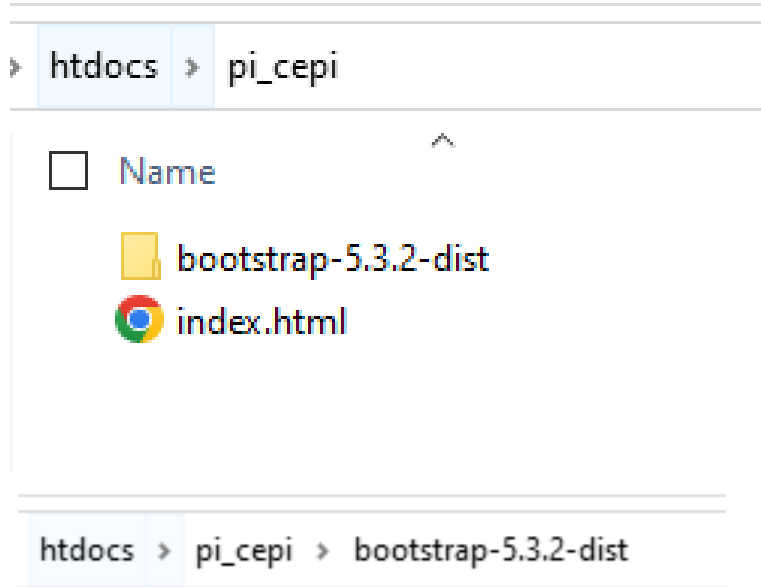 htdocs > pi_cepi
Name
bootstrap-5.3.2-dist
index.html
htdocs > pi_cepi > bootstrap-5.3.2-dist